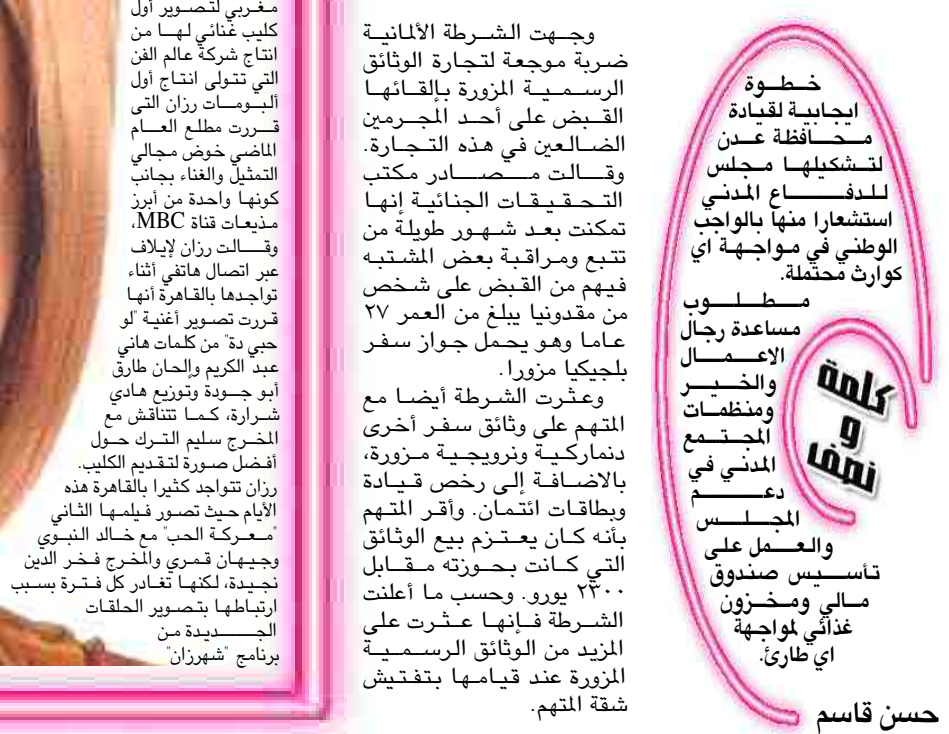 خطوة
ايجابية لقيادة
محافظة عدن
لتشكيلها مجلس
للدفاع المدني
استشعارا منها بالواجب
الوطني في مواجهة اي
كوارث محتملة.
مطلوب
مساعدة رجال
الاعمال
والخير
ومنظمات
المجتمع
المدني في
دعم
المجلس
والعمل على
تأسيس صندوق
مالي ومخزون
غذائي لمواجهة
اي طارئ.
كلمة
و
نصف
حسن قاسم
وجهت الشرطة الألمانية
ضربة موجعة لتجارة الوثائق
الرسمية المزورة بإلقائها
القبض على أحد المجرمين
الضالعين في هذه التجارة.
وقالت مصادر مكتب
التحقيقات الجنائية إنها
تمكنت بعد شهور طويلة من
تتبع ومراقبة بعض المشتبه
فيهم من القبض على شخص
من مقدونيا يبلغ من العمر ٢٧
عاما وهو يحمل جواز سفر
بلجيكيا مزورا.
وعثرت الشرطة أيضا مع
المتهم على وثائق سفر أخرى
دنماركية ونرويجية مزورة،
بالاضافة إلى رخص قيادة
وبطاقات ائتمان. وأقر المتهم
بأنه كان يعتزم بيع الوثائق
التي كانت بحوزته مقابل
٢٣٠٠ يورو. وحسب ما أعلنت
الشرطة فإنها عثرت على
المزيد من الوثائق الرسمية
المزورة عند قيامها بتفتيش
شقة المتهم.
مغربي لتصوير أول
كليب غنائي لها من
انتاج شركة عالم الفن
التي تتولى انتاج أول
ألبومات رزان التى
قررت مطلع العام
الماضي خوض مجالي
التمثيل والغناء بجانب
كونها واحدة من أبرز
مذيعات قناة MBC،
وقالت رزان لإيلاف
عبر اتصال هاتفي أثناء
تواجدها بالقاهرة أنها
قررت تصوير أغنية "لو
حبي دة" من كلمات هاني
عبد الكريم وإلحان طارق
أبو جودة وتوزيع هادي
شرارة، كما تتناقش مع
المخرج سليم الترك حول
أفضل صورة لتقديم الكليب.
رزان تتواجد كثيرا بالقاهرة هذه
الأيام حيث تصور فيلمها الثاني
"معركة الحب" مع خالد النبوي
وجيهان قمري والمخرج فخر الدين
نجيدة، لكنها تغادر كل فترة بسبب
ارتباطها بتصوير الحلقات
الجديدة من
برنامج "شهرزان"